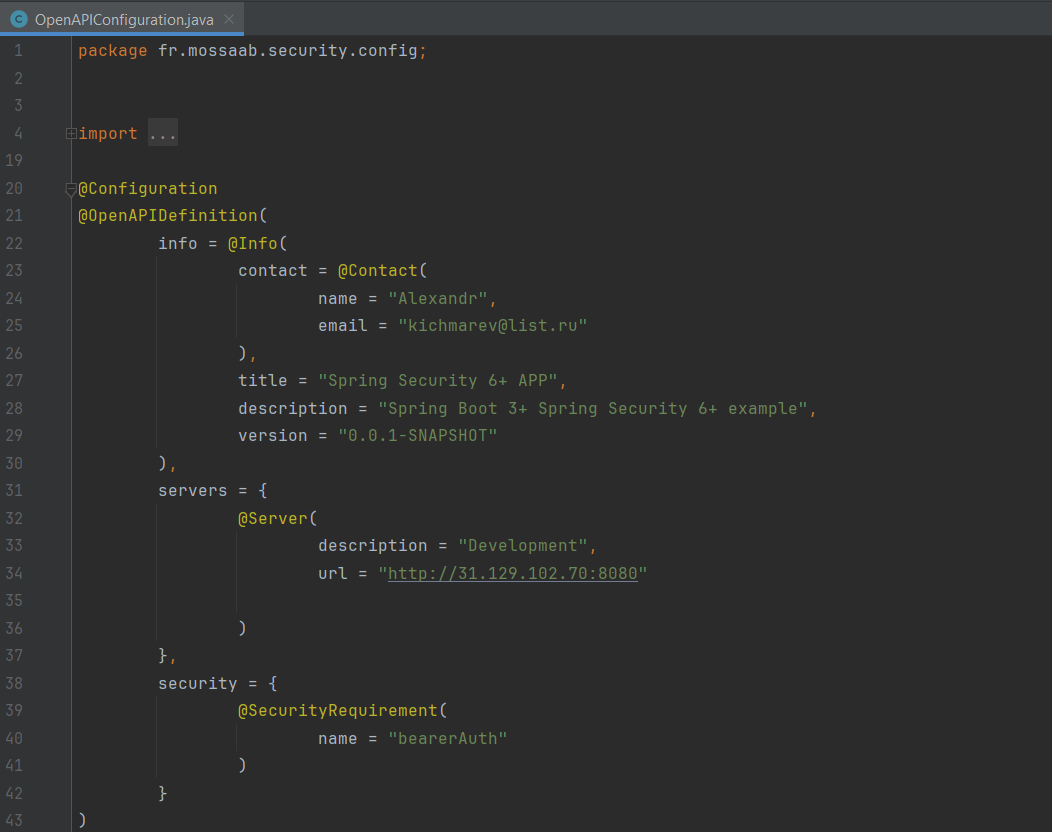 C OpenAPIConfiguration.java ×
1 package fr.mossaab.security.config;
2
3
4 import ...
19
20 @Configuration
21 @OpenAPIDefinition(
22 info = @Info(
23 contact = @Contact(
24 name = "Alexandr",
25 email = "kichmarev@list.ru"
26 ),
27 title = "Spring Security 6+ APP",
28 description = "Spring Boot 3+ Spring Security 6+ example",
29 version = "0.0.1-SNAPSHOT"
30 ),
31 servers = {
32 @Server(
33 description = "Development",
34 url = "http://31.129.102.70:8080"
35
36 )
37 },
38 security = {
39 @SecurityRequirement(
40 name = "bearerAuth"
41 )
42 }
43 )